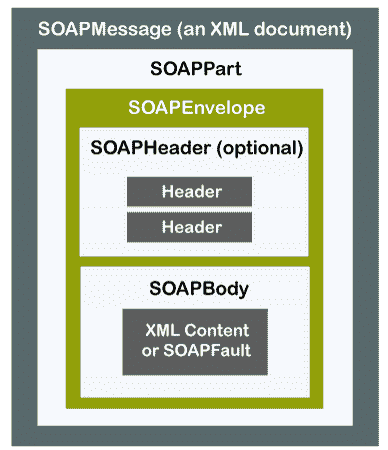 SOAPMessage (an XML document)
SOAPPart
SOAPEnvelope
SOAPHeader (optional)
Header
Header
SOAPBody
XML Content
or SOAPFault